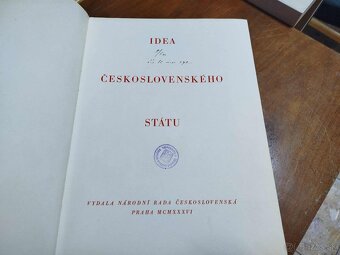 IDEA
ČESKOSLOVENSKÉHO
STÁTU
VYDALA NÁRODNÍ RADA ČESKOSLOVENSKÁ
PRAHA MCMXXXVI